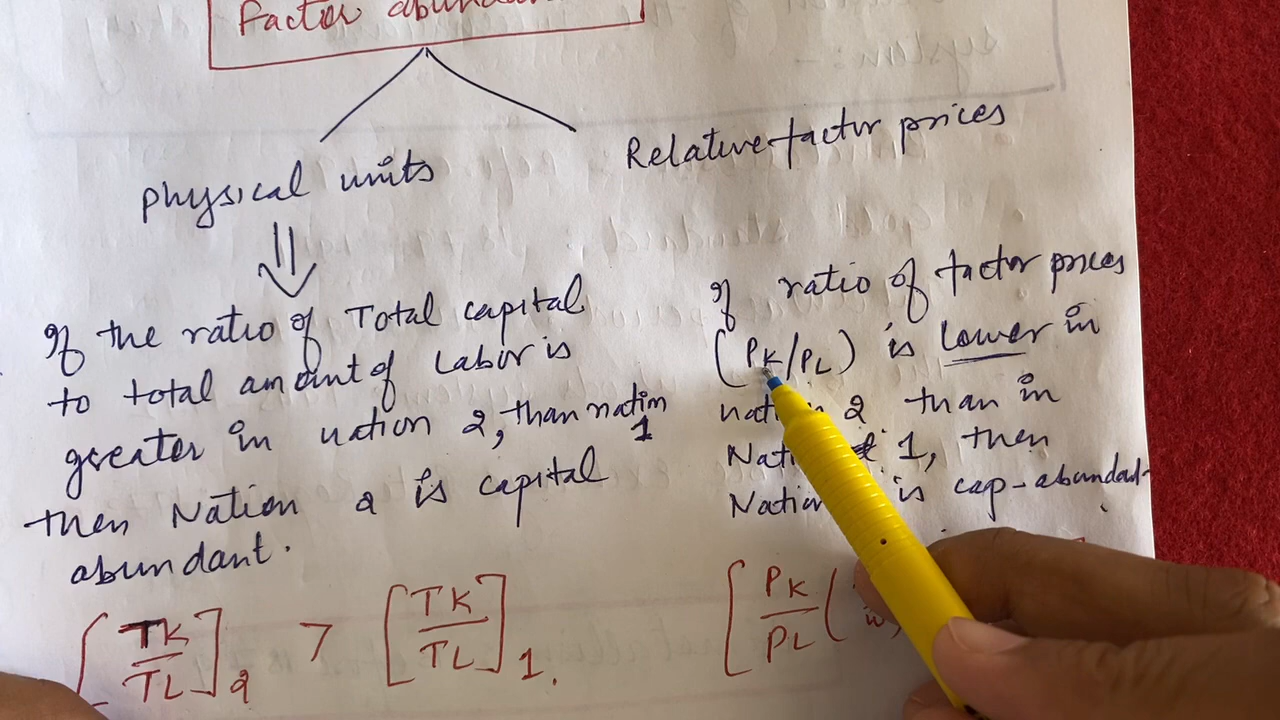 Factor
Physical units
Relative factor prices
If the ratio of Total capital
to total amount of Labor is
greater in nation 2, than nation
1
then Nation 2 is capital
abundant.
[TK/TL]2 > [TK/TL]1.
If ratio of factor prices
(PK/PL) is Lower in
2 than in
1, then
Nation is cap-abundant.
[PK/PL (